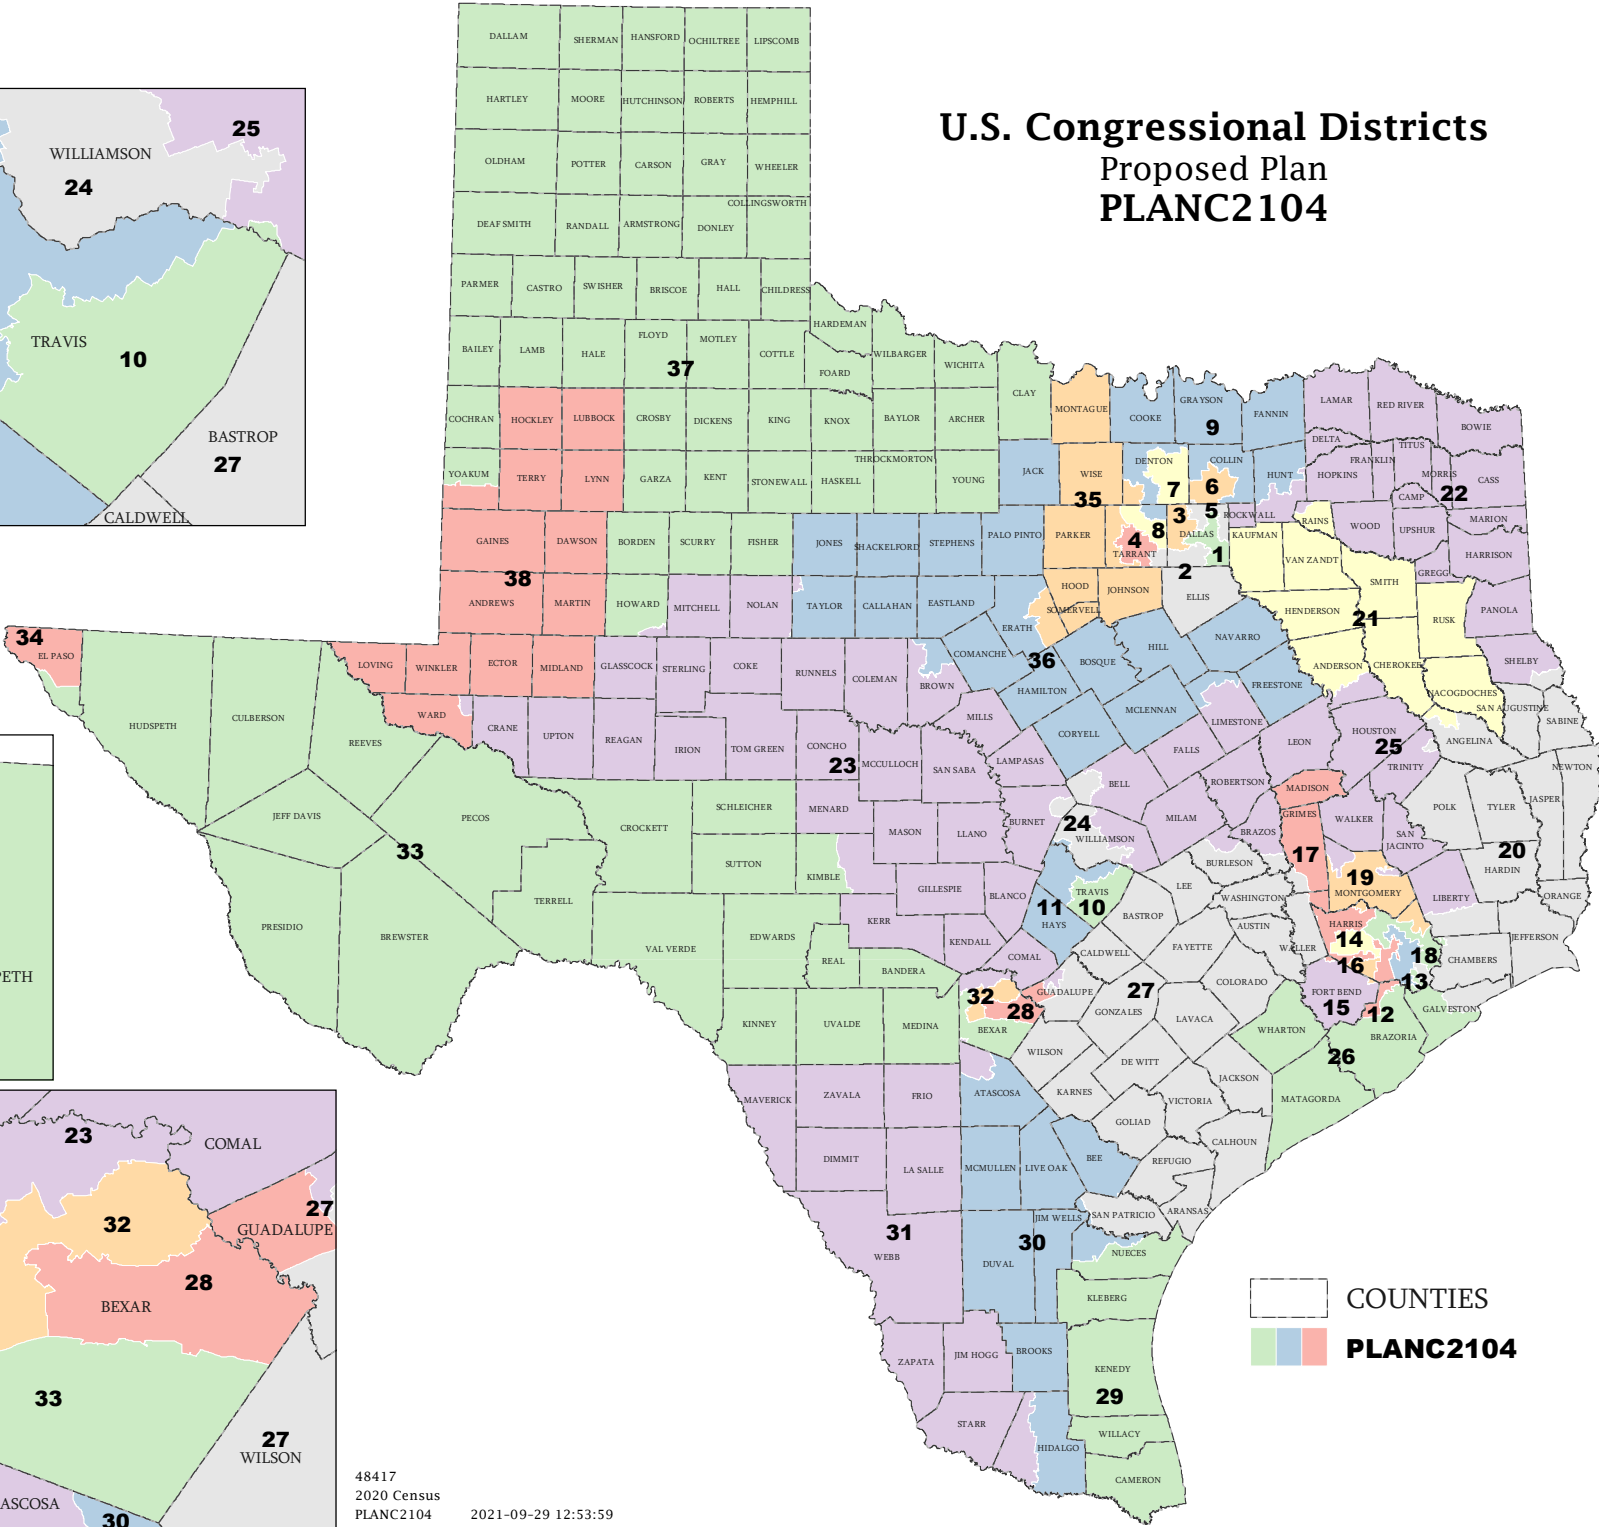 U.S. Congressional Districts
Proposed Plan
PLANC2104
DALLAM
SHERMAN
HANSFORD
OCHILTREE
LIPSCOMB
HARTLEY
MOORE
HUTCHINSON
ROBERTS
HEMPHILL
OLDHAM
POTTER
CARSON
GRAY
WHEELER
COLLINGSWORTH
DEAF SMITH
RANDALL
ARMSTRONG
DONLEY
PARMER
CASTRO
SWISHER
BRISCOE
HALL
CHILDRESS
HARDEMAN
BAILEY
LAMB
HALE
FLOYD
MOTLEY
COTTLE
FOARD
WILBARGER
WICHITA
CLAY
37
COCHRAN
HOCKLEY
LUBBOCK
CROSBY
DICKENS
KING
KNOX
BAYLOR
ARCHER
MONTAGUE
COOKE
GRAYSON
9
FANNIN
LAMAR
RED RIVER
BOWIE
YOAKUM
TERRY
LYNN
GARZA
KENT
STONEWALL
HASKELL
THROCKMORTON
YOUNG
JACK
WISE
35
DENTON
7
COLLIN
6
HUNT
DELTA
HOPKINS
FRANKLIN
TITUS
MORRIS
CAMP
22
CASS
GAINES
DAWSON
BORDEN
SCURRY
FISHER
JONES
SHACKELFORD
STEPHENS
PALO PINTO
PARKER
4
TARRANT
8
3
5
DALLAS
1
2
ROCKWALL
KAUFMAN
RAINS
VAN ZANDT
WOOD
UPSHUR
MARION
HARRISON
GREGG
SMITH
38
ANDREWS
MARTIN
HOWARD
MITCHELL
NOLAN
TAYLOR
CALLAHAN
EASTLAND
ERATH
HOOD
SOMERVELL
JOHNSON
ELLIS
HENDERSON
21
RUSK
PANOLA
34
EL PASO
HUDSPETH
CULBERSON
REEVES
LOVING
WINKLER
ECTOR
MIDLAND
GLASSCOCK
STERLING
COKE
RUNNELS
COLEMAN
BROWN
COMANCHE
36
HAMILTON
BOSQUE
HILL
NAVARRO
FREESTONE
ANDERSON
CHEROKEE
NACOGDOCHES
SHELBY
SAN AUGUSTINE
SABINE
WARD
CRANE
UPTON
REAGAN
IRION
TOM GREEN
CONCHO
23
MCCULLOCH
SAN SABA
MILLS
LAMPASAS
CORYELL
MCLENNAN
LIMESTONE
FALLS
LEON
HOUSTON
25
TRINITY
ANGELINA
NEWTON
JEFF DAVIS
PECOS
33
CROCKETT
SCHLEICHER
MENARD
MASON
LLANO
BURNET
BELL
24
WILLIAMSON
MILAM
ROBERTSON
BRAZOS
MADISON
GRIMES
WALKER
SAN
JACINTO
POLK
TYLER
JASPER
20
HARDIN
PRESIDIO
BREWSTER
TERRELL
SUTTON
KIMBLE
GILLESPIE
BLANCO
11
HAYS
TRAVIS
10
BASTROP
LEE
BURLESON
WASHINGTON
17
19
MONTGOMERY
LIBERTY
ORANGE
VAL VERDE
EDWARDS
REAL
KERR
BANDERA
KENDALL
COMAL
CALDWELL
FAYETTE
AUSTIN
WALLER
HARRIS
14
16
18
13
CHAMBERS
JEFFERSON
KINNEY
UVALDE
MEDINA
32
28
BEXAR
GUADALUPE
27
GONZALES
LAVACA
COLORADO
FORT BEND
15
12
GALVESTON
WHARTON
BRAZORIA
26
MAVERICK
ZAVALA
FRIO
ATASCOSA
WILSON
KARNES
DE WITT
JACKSON
VICTORIA
MATAGORDA
GOLIAD
CALHOUN
DIMMIT
LA SALLE
MCMULLEN
LIVE OAK
BEE
REFUGIO
ARANSAS
SAN PATRICIO
31
WEBB
DUVAL
JIM WELLS
30
NUECES
KLEBERG
ZAPATA
JIM HOGG
BROOKS
KENEDY
29
STARR
HIDALGO
WILLACY
CAMERON
WILLIAMSON
24
25
TRAVIS
10
BASTROP
27
CALDWELL
PETH
23
COMAL
32
27
GUADALUPE
28
BEXAR
33
27
WILSON
ASCOSA
30
COUNTIES
PLANC2104
48417
2020 Census
PLANC2104 2021-09-29 12:53:59